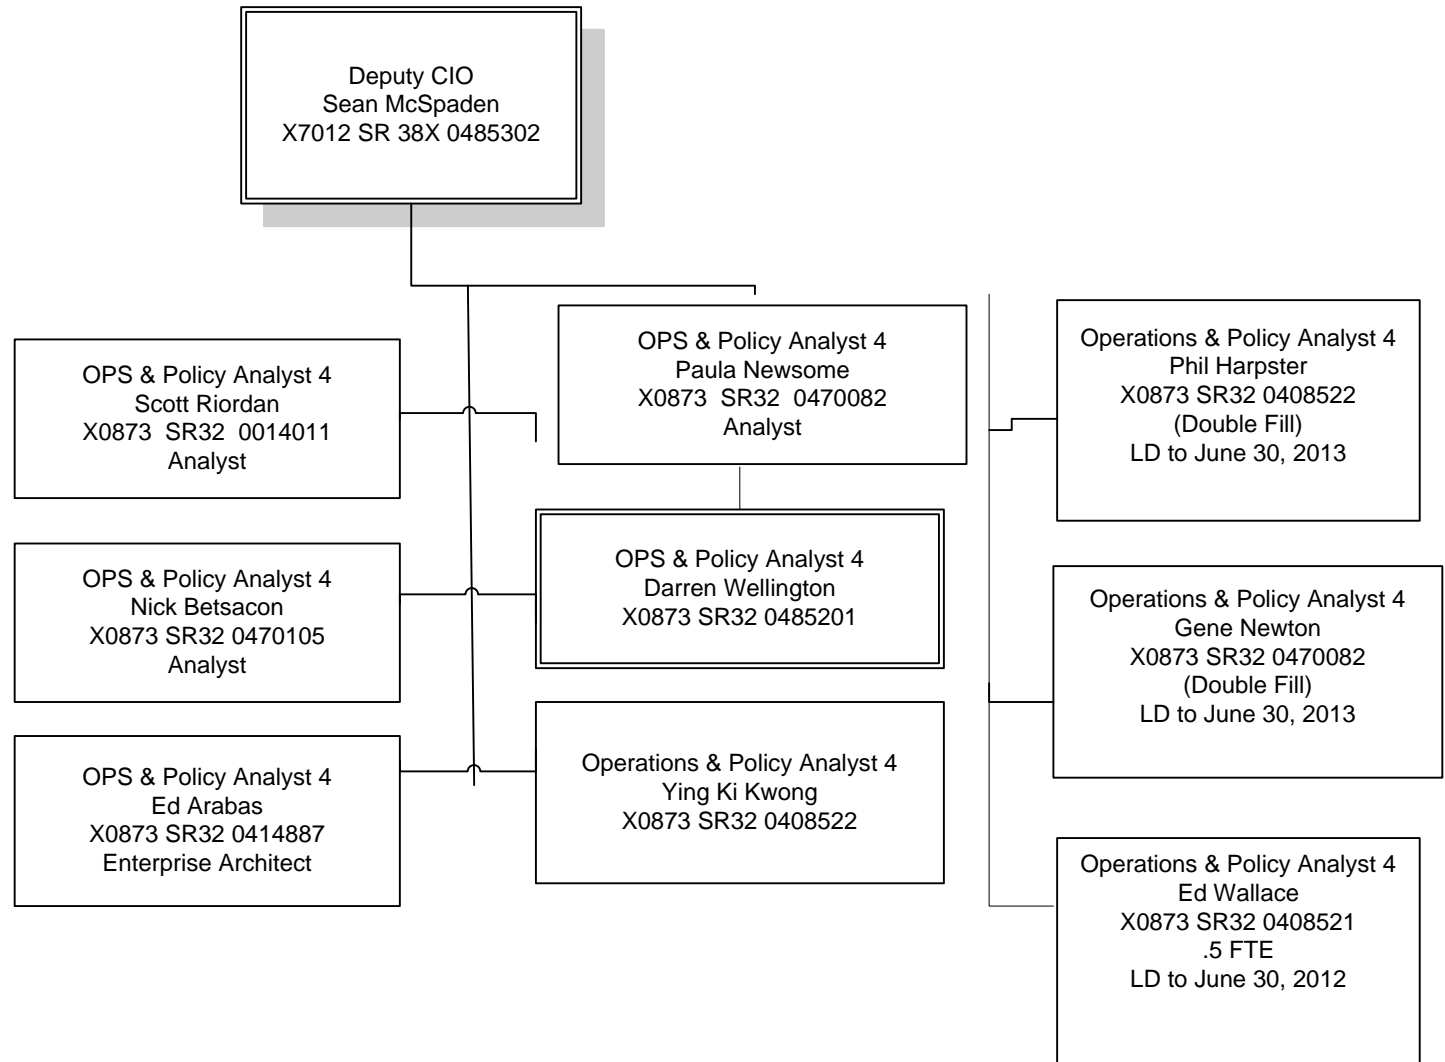 Deputy CIO
Sean McSpaden
X7012 SR 38X 0485302
OPS & Policy Analyst 4
Scott Riordan
X0873 SR32 0014011
Analyst
OPS & Policy Analyst 4
Paula Newsome
X0873 SR32 0470082
Analyst
Operations & Policy Analyst 4
Phil Harpster
X0873 SR32 0408522
(Double Fill)
LD to June 30, 2013
OPS & Policy Analyst 4
Nick Betsacon
X0873 SR32 0470105
Analyst
OPS & Policy Analyst 4
Darren Wellington
X0873 SR32 0485201
Operations & Policy Analyst 4
Gene Newton
X0873 SR32 0470082
(Double Fill)
LD to June 30, 2013
OPS & Policy Analyst 4
Ed Arabas
X0873 SR32 0414887
Enterprise Architect
Operations & Policy Analyst 4
Ying Ki Kwong
X0873 SR32 0408522
Operations & Policy Analyst 4
Ed Wallace
X0873 SR32 0408521
.5 FTE
LD to June 30, 2012